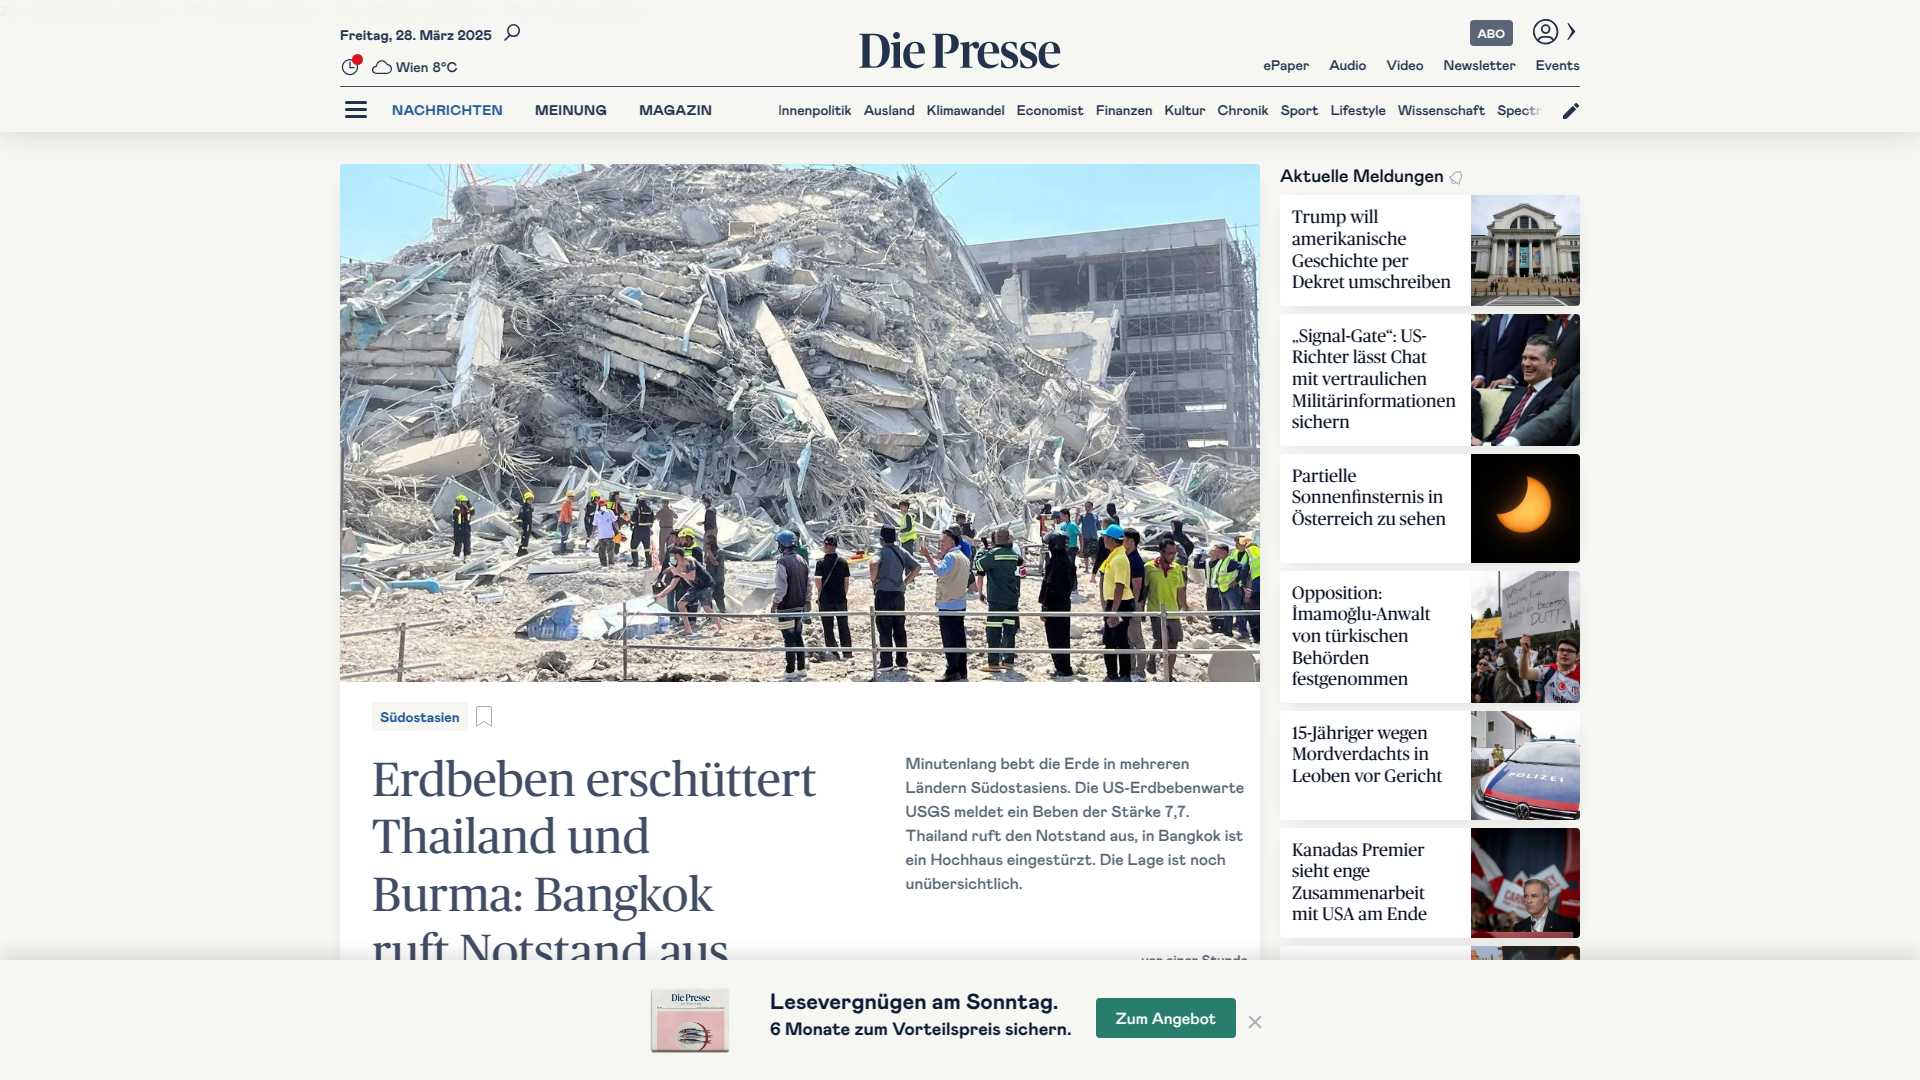 Freitag, 28. März 2025
Wien 8°C
Die Presse
ABO
ePaper Audio Video Newsletter Events
NACHRICHTEN MEINUNG MAGAZIN
Innenpolitik Ausland Klimawandel Economist Finanzen Kultur Chronik Sport Lifestyle Wissenschaft
Südostasien
Erdbeben erschüttert
Thailand und
Burma: Bangkok
ruft Notstand aus
Minutenlang bebt die Erde in mehreren
Ländern Südostasiens. Die US-Erdbebenwarte
USGS meldet ein Beben der Stärke 7,7.
Thailand ruft den Notstand aus, in Bangkok ist
ein Hochhaus eingestürzt. Die Lage ist noch
unübersichtlich.
vor einer Stunde
Aktuelle Meldungen
Trump will
amerikanische
Geschichte per
Dekret umschreiben
„Signal-Gate“: US-
Richter lässt Chat
mit vertraulichen
Militärinformationen
sichern
Partielle
Sonnenfinsternis in
Österreich zu sehen
Opposition:
İmamoğlu-Anwalt
von türkischen
Behörden
festgenommen
15-Jähriger wegen
Mordverdachts in
Leoben vor Gericht
POLIZEI
Kanadas Premier
sieht enge
Zusammenarbeit
mit USA am Ende
Die Presse
Lesevergnügen am Sonntag.
6 Monate zum Vorteilspreis sichern.
Zum Angebot